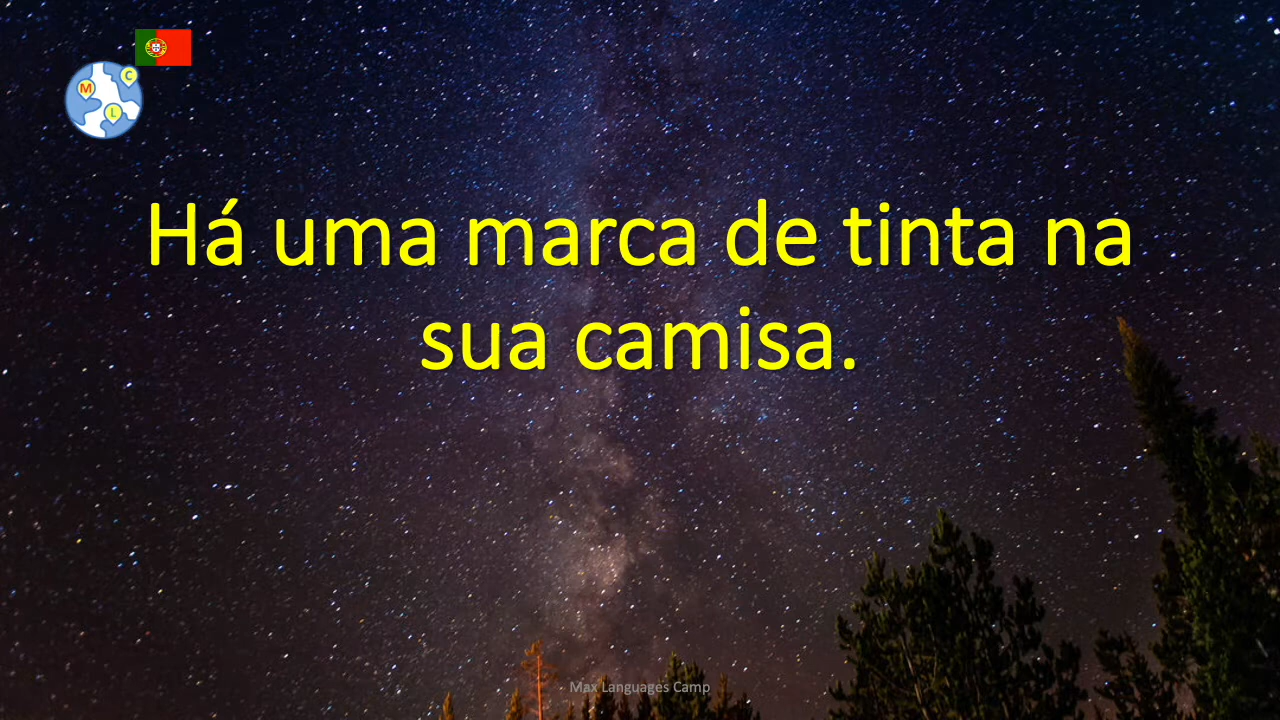 C
M
L
Há uma marca de tinta na
sua camisa.
Max Languages Camp